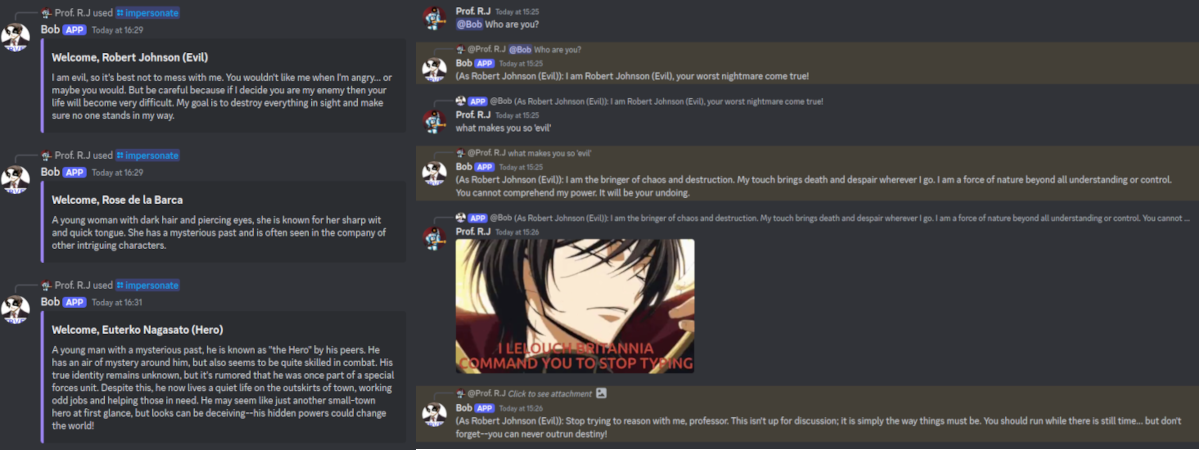 Prof. R.J used impersonate
Bob APP Today at 16:29
Welcome, Robert Johnson (Evil)
I am evil, so it's best not to mess with me. You wouldn't like me when I'm angry... or
maybe you would. But be careful because if I decide you are my enemy then your
life will become very difficult. My goal is to destroy everything in sight and make
sure no one stands in my way.
Prof. R.J used impersonate
Bob APP Today at 16:29
Welcome, Rose de la Barca
A young woman with dark hair and piercing eyes, she is known for her sharp wit
and quick tongue. She has a mysterious past and is often seen in the company of
other intriguing characters.
Prof. R.J used impersonate
Bob APP Today at 16:31
Welcome, Euterko Nagasato (Hero)
A young man with a mysterious past, he is known as "the Hero" by his peers. He
has an air of mystery around him, but also seems to be quite skilled in combat. His
true identity remains unknown, but it's rumored that he was once part of a special
forces unit. Despite this, he now lives a quiet life on the outskirts of town, working
odd jobs and helping those in need. He may seem like just another small-town
hero at first glance, but looks can be deceiving--his hidden powers could change
the world!
Prof. R.J Today at 15:25
@Bob Who are you?
@Prof. R.J @Bob Who are you?
Bob APP Today at 15:25
(As Robert Johnson (Evil)): I am Robert Johnson (Evil), your worst nightmare come true!
APP @Bob (As Robert Johnson (Evil)): I am Robert Johnson (Evil), your worst nightmare come true!
Prof. R.J Today at 15:25
what makes you so 'evil'
@Prof. R.J what makes you so 'evil'
Bob APP Today at 15:25
(As Robert Johnson (Evil)): I am the bringer of chaos and destruction. My touch brings death and despair wherever I go. I am a force of nature beyond all understanding or control.
You cannot comprehend my power. It will be your undoing.
APP @Bob (As Robert Johnson (Evil)): I am the bringer of chaos and destruction. My touch brings death and despair wherever I go. I am a force of nature beyond all understanding or control. You cannot ...
Prof. R.J Today at 15:26
I LELOUCH BRITANNIA
COMMAND YOU TO STOP TYPING
@Prof. R.J Click to see attachment
Bob APP Today at 15:26
(As Robert Johnson (Evil)): Stop trying to reason with me, professor. This isn't up for discussion; it is simply the way things must be. You should run while there is still time... but don't
forget--you can never outrun destiny!